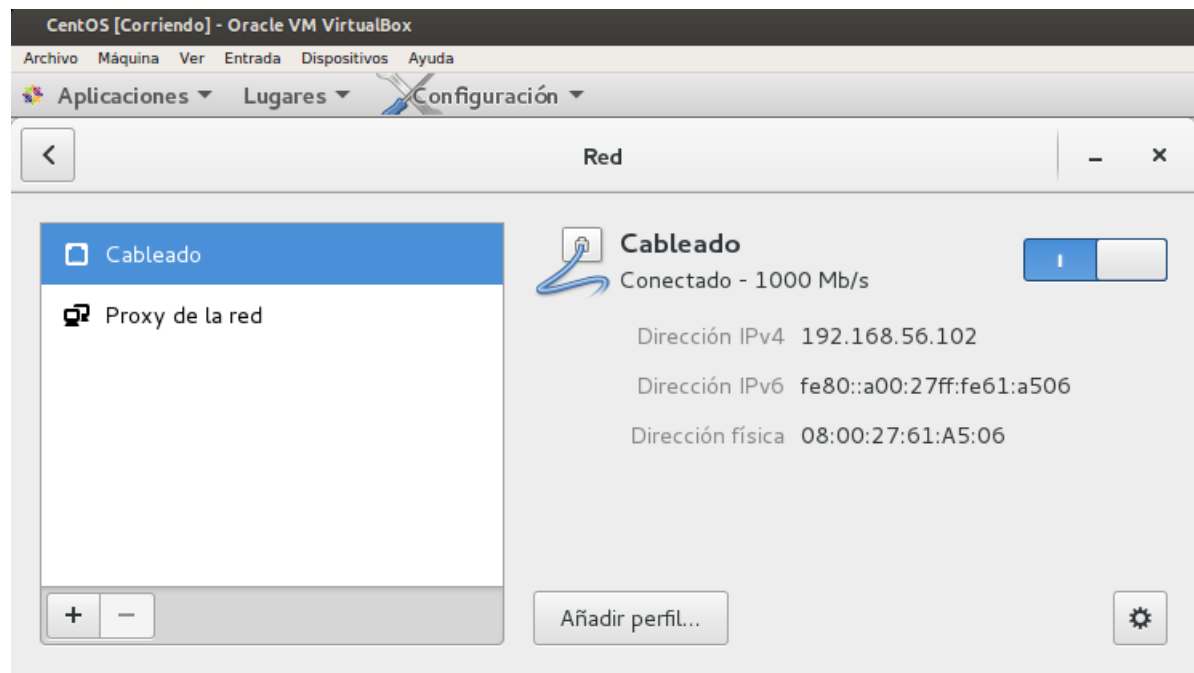 CentOS [Corriendo] - Oracle VM VirtualBox
Archivo Máquina Ver Entrada Dispositivos Ayuda
Aplicaciones Lugares Configuración
Red
Cableado
Proxy de la red
Cableado
Conectado - 1000 Mb/s
Dirección IPv4 192.168.56.102
Dirección IPv6 fe80::a00:27ff:fe61:a506
Dirección física 08:00:27:61:A5:06
Añadir perfil...